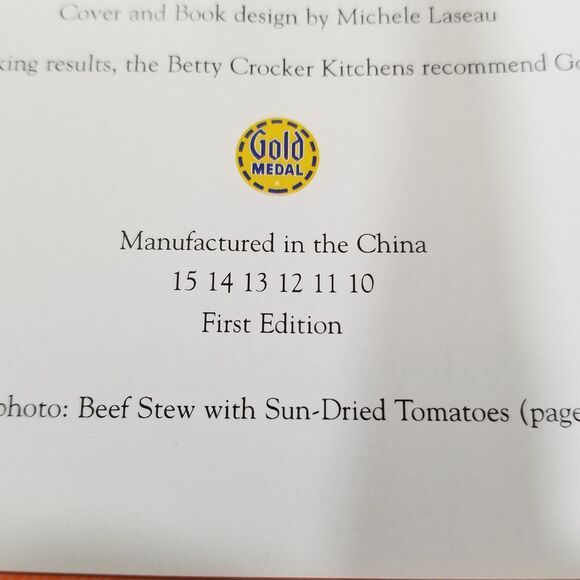 Cover and Book design by Michele Laseau
king results, the Betty Crocker Kitchens recommend Go
Gold
MEDAL
Manufactured in the China
15 14 13 12 11 10
First Edition
photo: Beef Stew with Sun-Dried Tomatoes (page